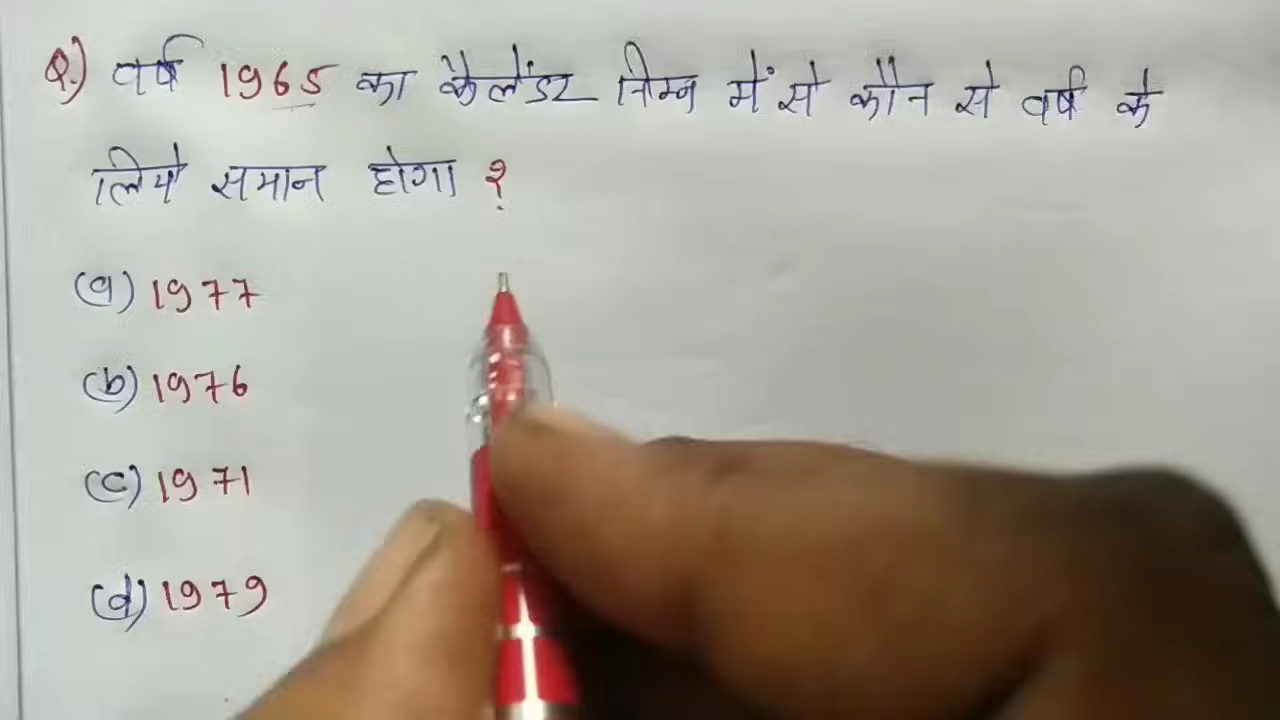 Q.) वर्ष 1965 का कैलेंडर निम्न में से कौन से वर्ष के
लिये समान होगा ?
(a) 1977
(b) 1976
(c) 1971
(d) 1979